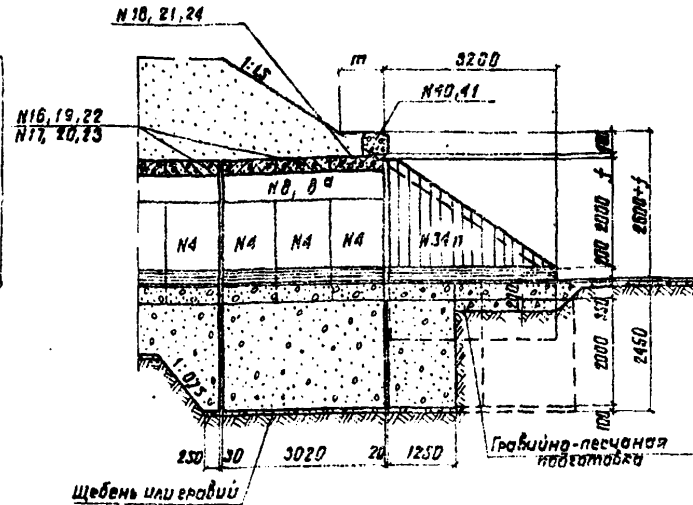 N18, 21, 24
1:1,5
m
3200
N40,41
N16, 19, 22
N17, 20, 23
N8, 8а
N4
N4
N4
N4
N34п
f
2000
200
2600+f
200
350
2000
100
2450
1:0,75
250
30
3020
20
1250
Гравийно-песчаная
подготовка
Щебень или гравий